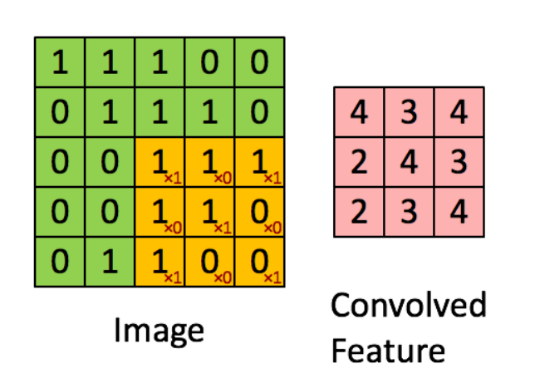 1 1 1 0 0
0 1 1 1 0
0 0 1×1 1×0 1×1
0 0 1×0 1×1 0×0
0 1 1×1 0×0 0×1
4 3 4
2 4 3
2 3 4
Image
Convolved
Feature